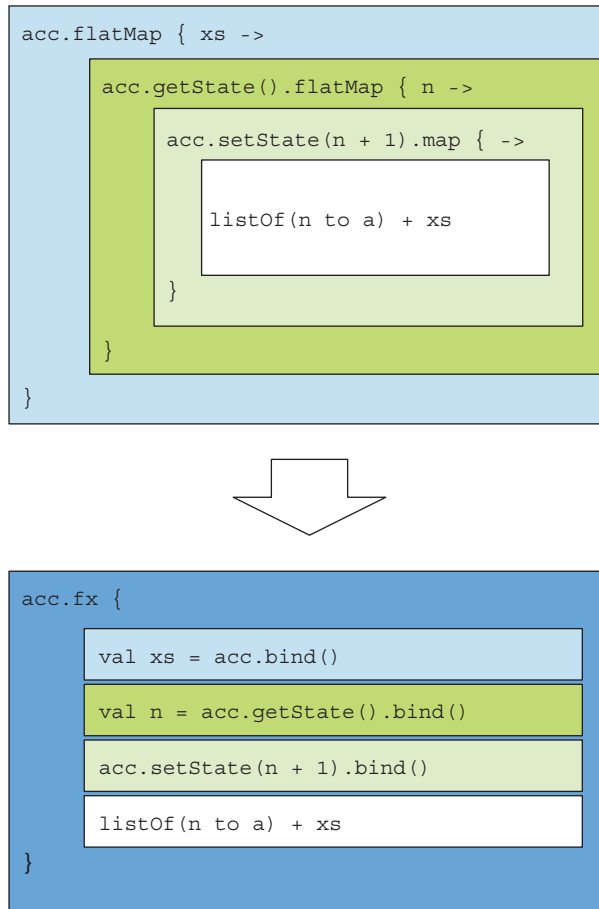 acc.flatMap { xs ->
acc.getState().flatMap { n ->
acc.setState(n + 1).map { ->
listOf(n to a) + xs
}
}
}
acc.fx {
val xs = acc.bind()
val n = acc.getState().bind()
acc.setState(n + 1).bind()
listOf(n to a) + xs
}